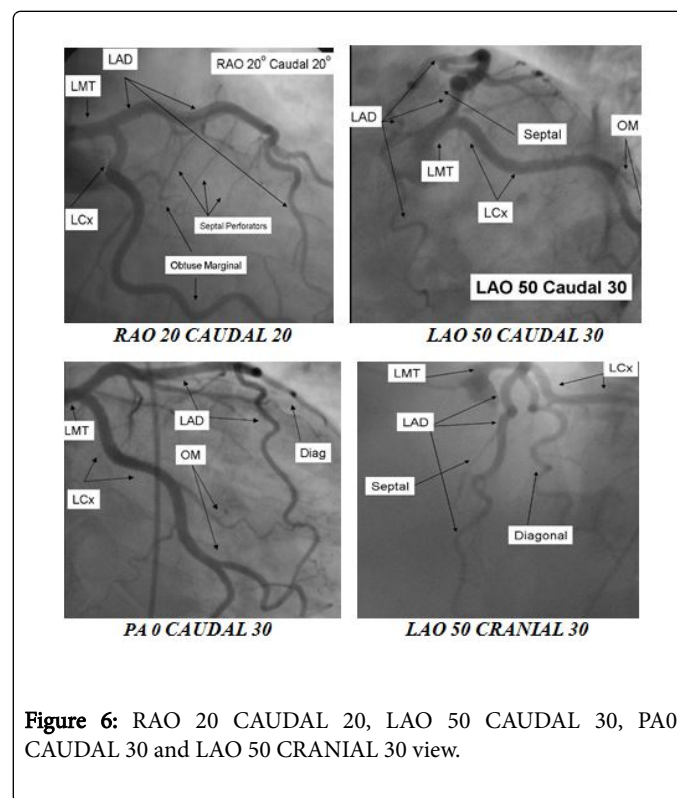 LAD
RAO 20° Caudal 20°
LMT
LCx
Septal Perforators
Obtuse Marginal
RAO 20 CAUDAL 20
LAD
Septal
OM
LMT
LCx
LAO 50 Caudal 30
LAO 50 CAUDAL 30
LAD
LMT
Diag
OM
LCx
PA 0 CAUDAL 30
LMT
LCx
LAD
Septal
Diagonal
LAO 50 CRANIAL 30
Figure 6: RAO 20 CAUDAL 20, LAO 50 CAUDAL 30, PA0
CAUDAL 30 and LAO 50 CRANIAL 30 view.